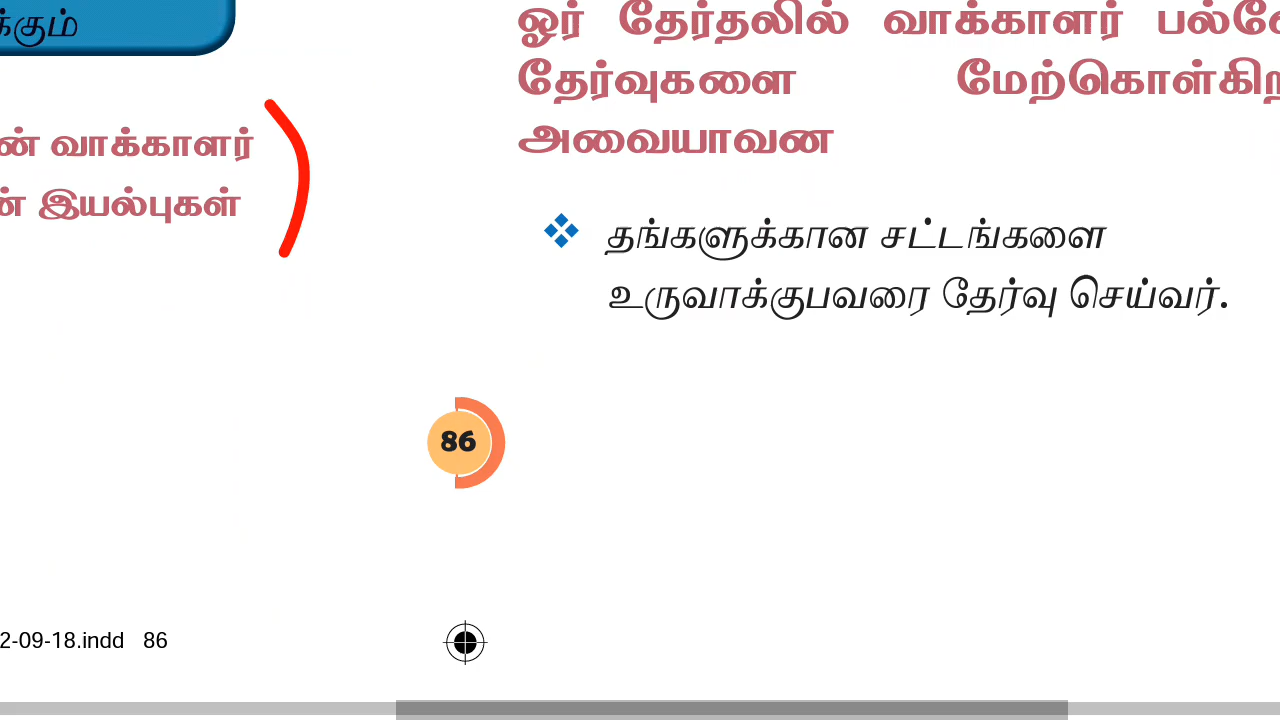 க்கும்
ன் வாக்காளர்
ன் இயல்புகள்
ஓர் தேர்தலில் வாக்காளர்
தேர்வுகளை
அவையாவன
தங்களுக்கான சட்டங்களை
உருவாக்குபவரை தேர்வு செய்வர்.
86
2-09-18.indd 86